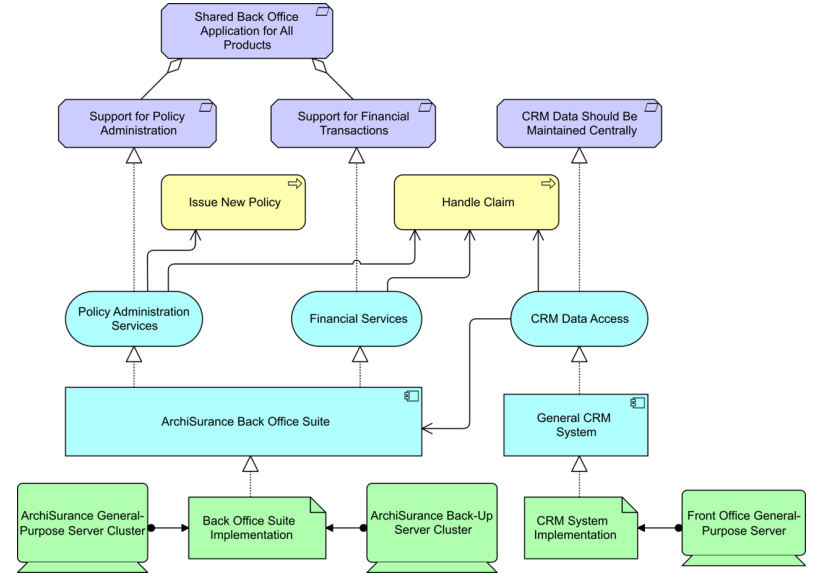 Shared Back Office
Application for All
Products
Support for Policy
Administration
Support for Financial
Transactions
CRM Data Should Be
Maintained Centrally
Issue New Policy
Handle Claim
Policy Administration
Services
Financial Services
CRM Data Access
ArchiSurance Back Office Suite
General CRM
System
ArchiSurance General-
Purpose Server Cluster
Back Office Suite
Implementation
ArchiSurance Back-Up
Server Cluster
CRM System
Implementation
Front Office General-
Purpose Server